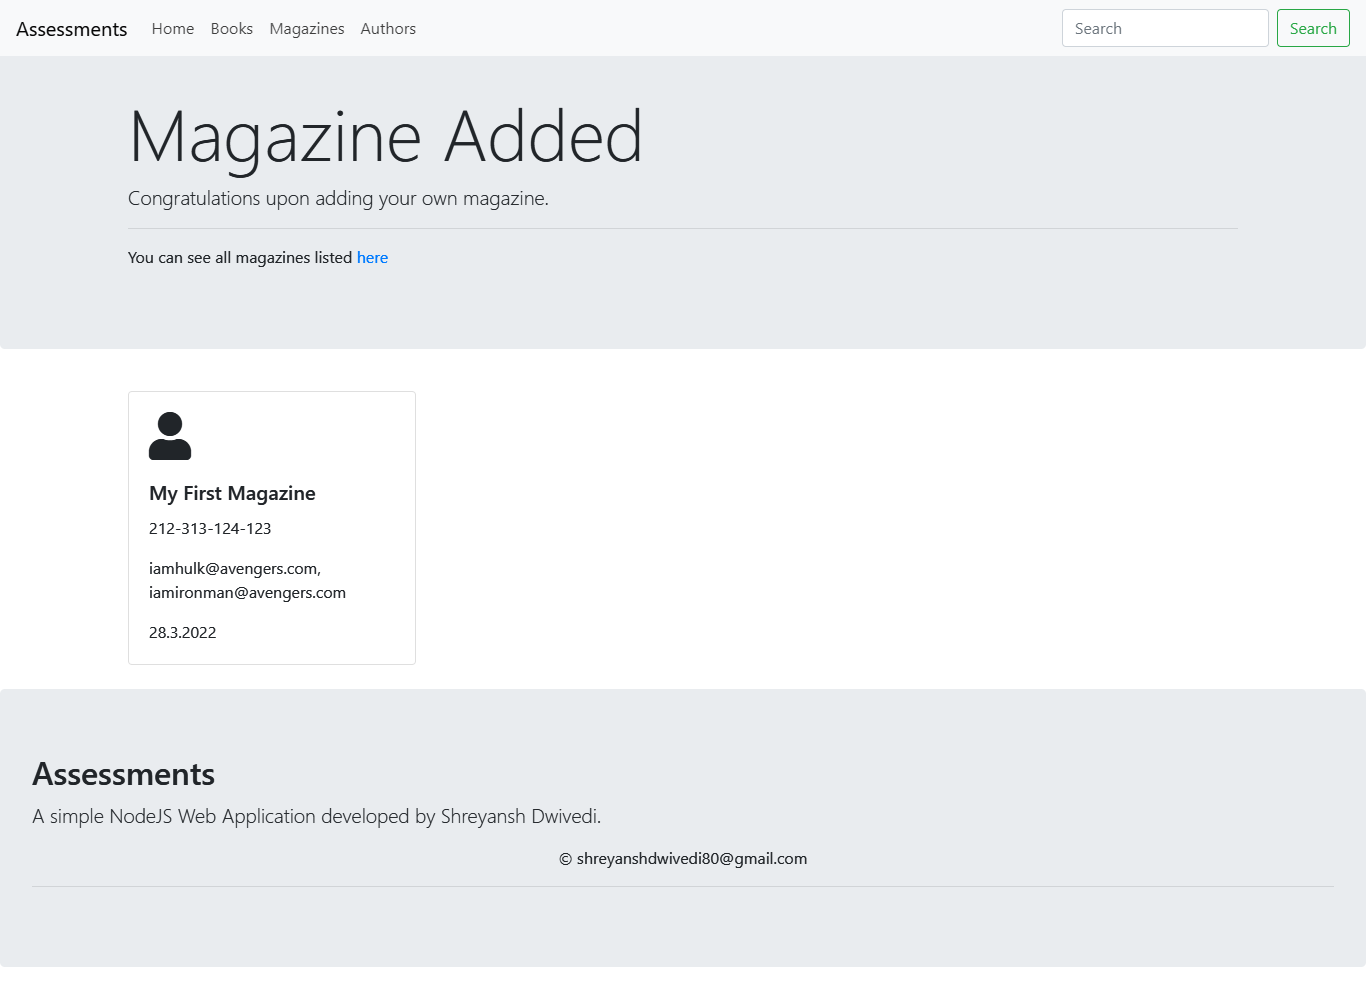 Assessments Home Books Magazines Authors Search Search
Magazine Added
Congratulations upon adding your own magazine.
You can see all magazines listed here
My First Magazine
212-313-124-123
iamhulk@avengers.com,
iamironman@avengers.com
28.3.2022
Assessments
A simple NodeJS Web Application developed by Shreyansh Dwivedi.
© shreyanshdwivedi80@gmail.com